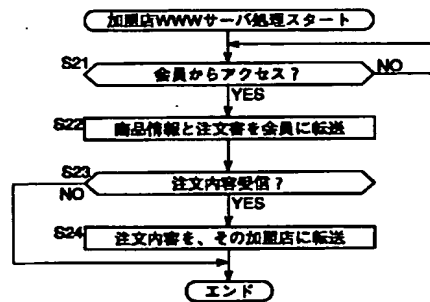 加盟店WWWサーバ処理スタート
S21
会員からアクセス?
NO
YES
S22
商品情報と注文書を会員に転送
S23
注文内容受信?
NO
YES
S24
注文内容を、その加盟店に転送
エンド